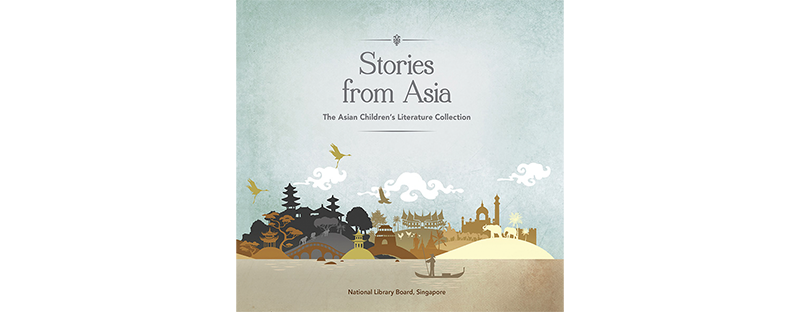 Stories
from Asia
The Asian Children's Literature Collection
National Library Board, Singapore